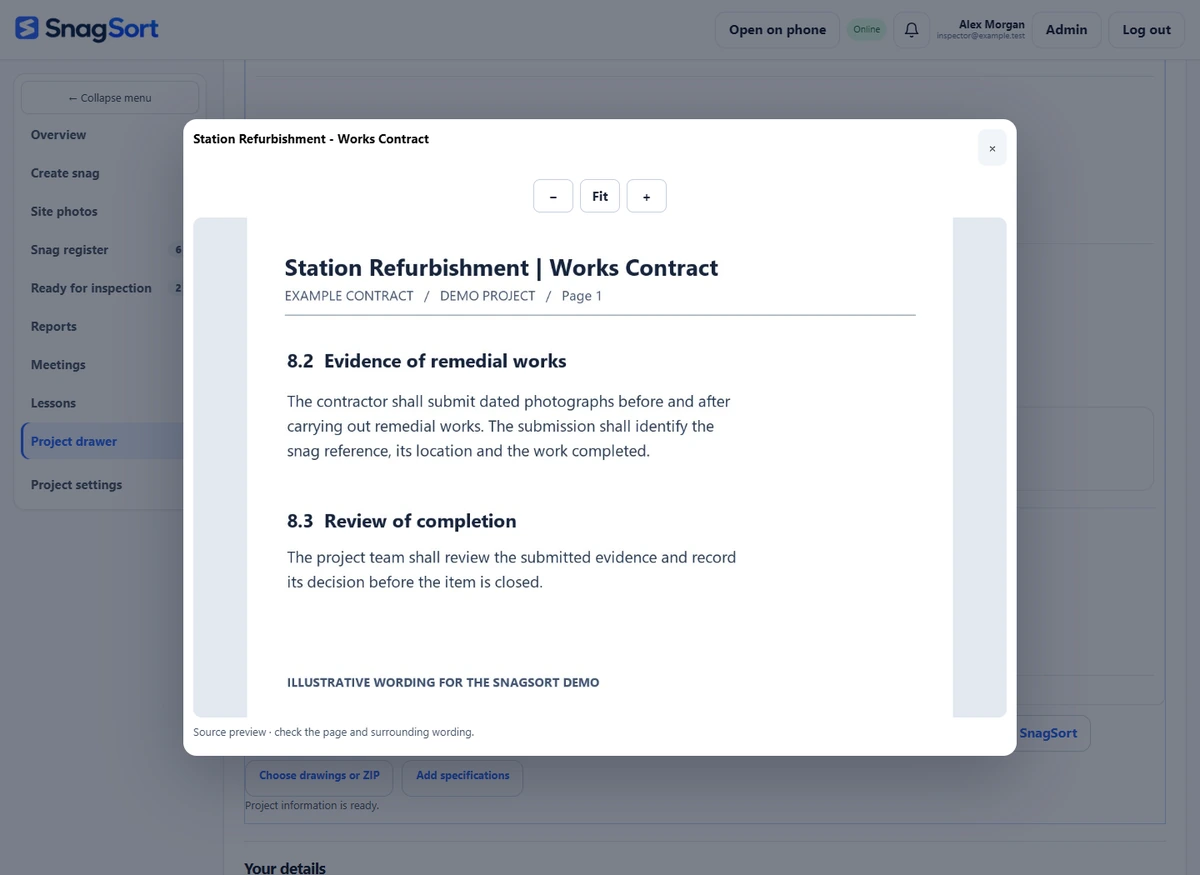 SnagSort
Open on phone
Online
Alex Morgan
inspector@example.test
Admin
Log out
← Collapse menu
Overview
Create snag
Site photos
Snag register 6
Ready for inspection 2
Reports
Meetings
Lessons
Project drawer
Project settings
Station Refurbishment - Works Contract
×
–
Fit
+
Station Refurbishment | Works Contract
EXAMPLE CONTRACT / DEMO PROJECT / Page 1
8.2 Evidence of remedial works
The contractor shall submit dated photographs before and after
carrying out remedial works. The submission shall identify the
snag reference, its location and the work completed.
8.3 Review of completion
The project team shall review the submitted evidence and record
its decision before the item is closed.
ILLUSTRATIVE WORDING FOR THE SNAGSORT DEMO
Source preview · check the page and surrounding wording.
SnagSort
Choose drawings or ZIP
Add specifications
Project information is ready.
Your details